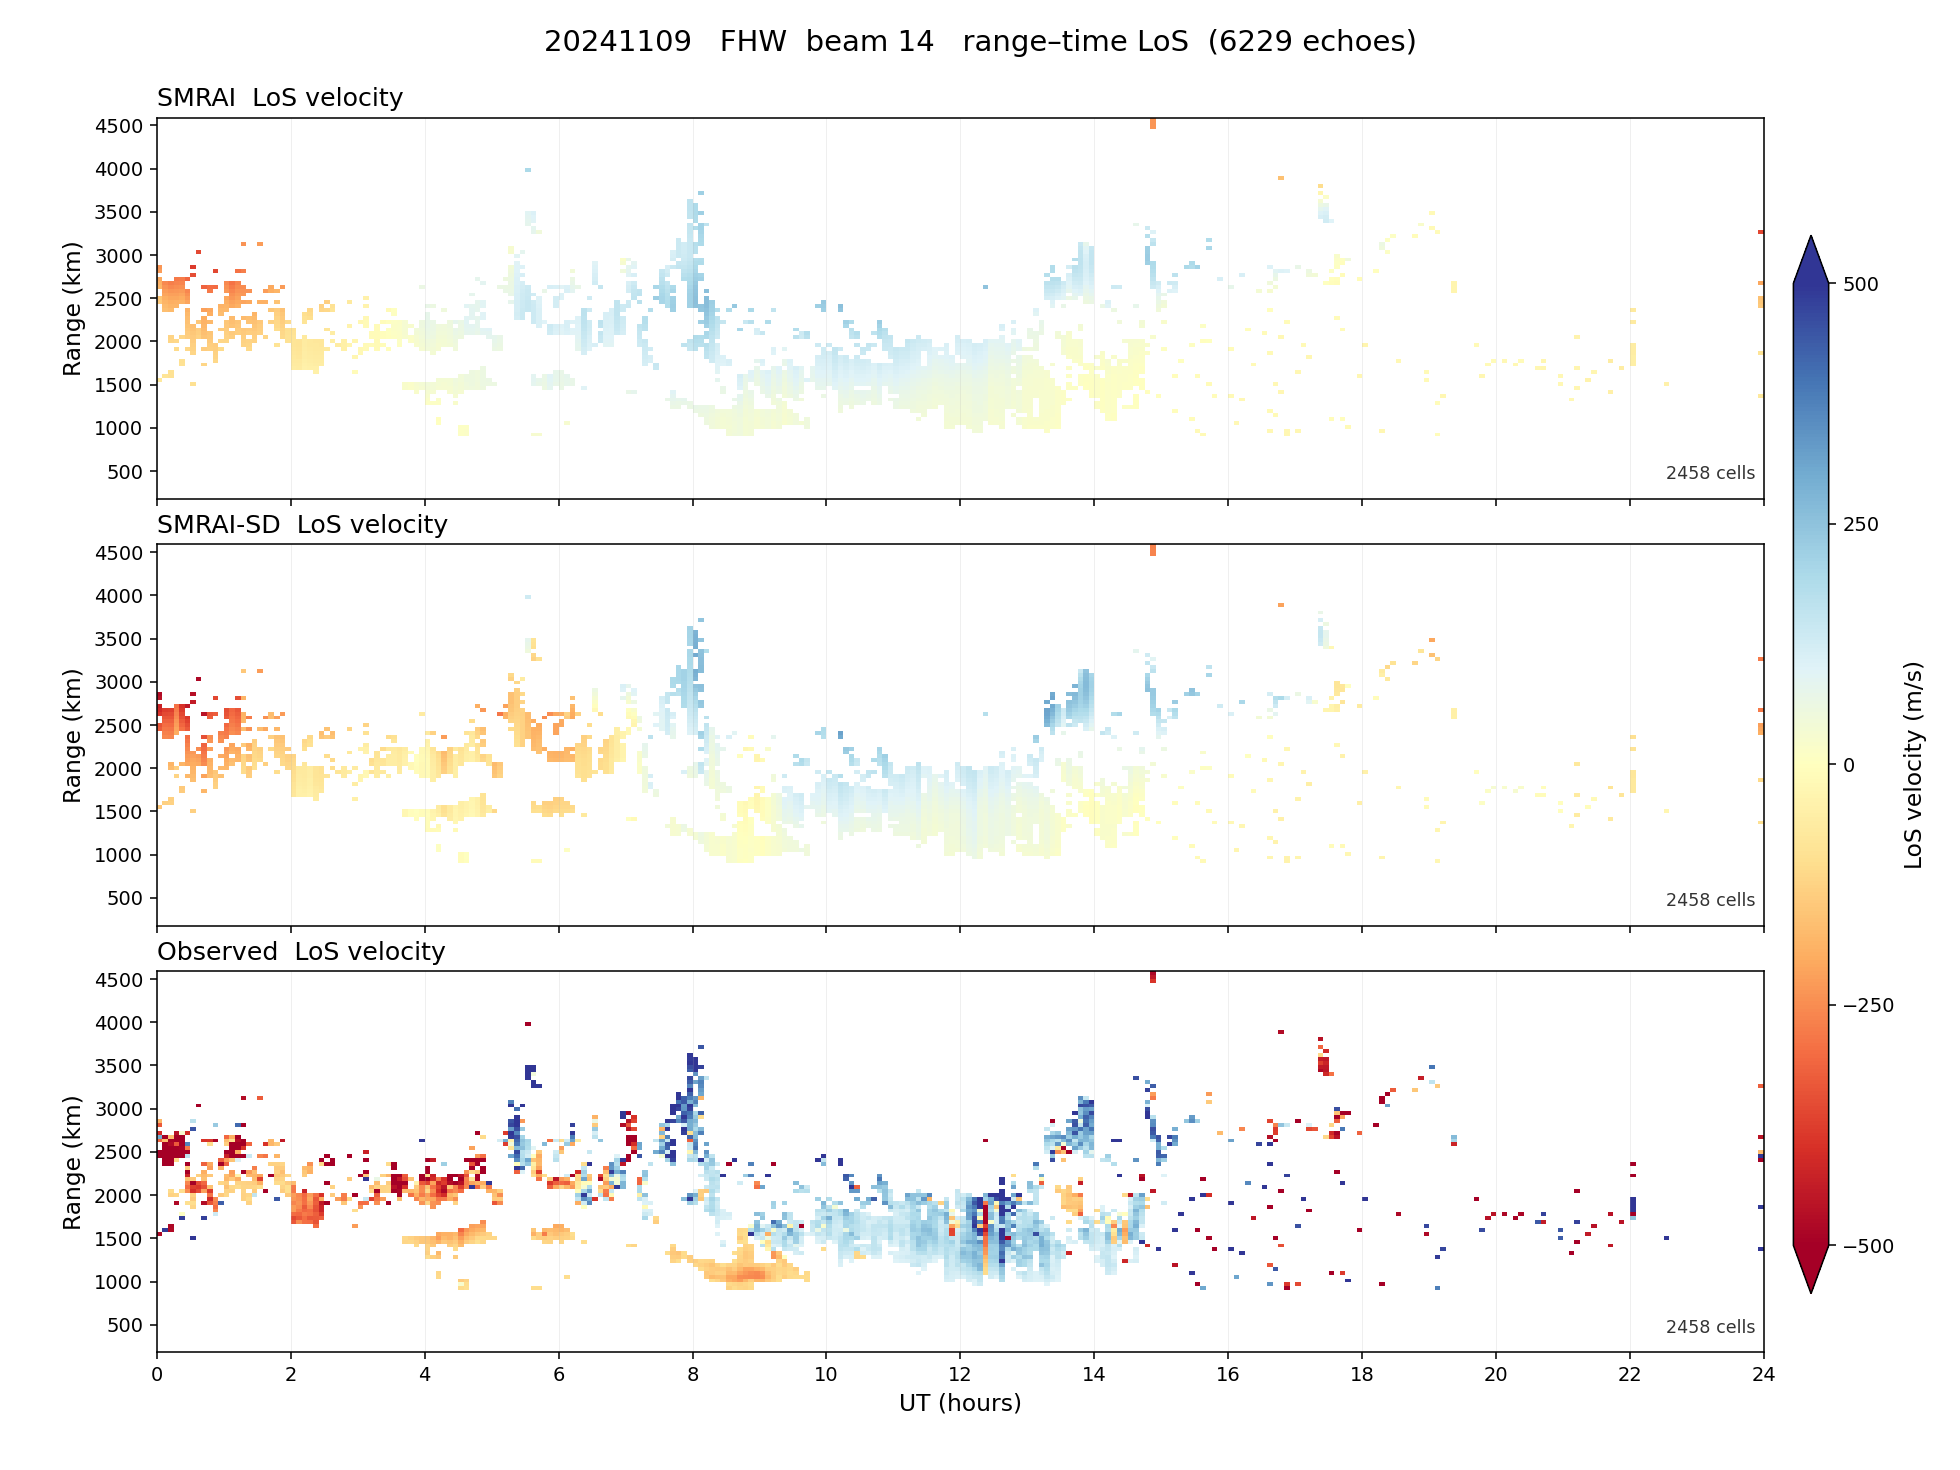 20241109   FHW  beam 14   range–time LoS  (6229 echoes)
SMRAI  LoS velocity
4500
4000
3500
3000
2500
2000
1500
1000
500
Range (km)
2458 cells
SMRAI-SD  LoS velocity
4500
4000
3500
3000
2500
2000
1500
1000
500
Range (km)
2458 cells
Observed  LoS velocity
4500
4000
3500
3000
2500
2000
1500
1000
500
Range (km)
2458 cells
0 2 4 6 8 10 12 14 16 18 20 22 24
UT (hours)
500
250
0
−250
−500
LoS velocity (m/s)